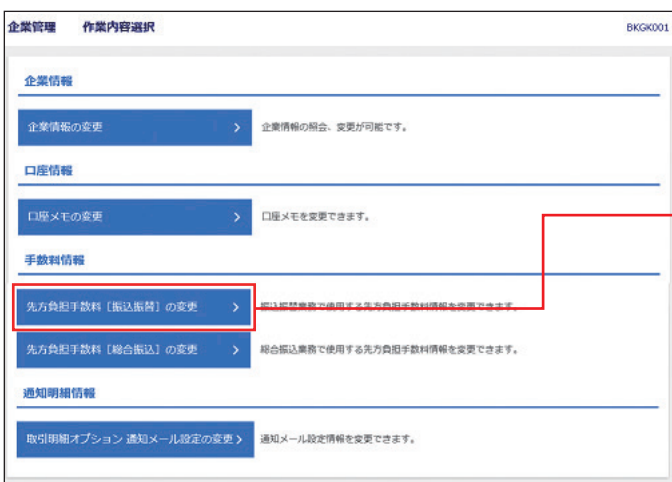 企業管理　作業内容選択
BKGK001
企業情報
企業情報の変更 >
企業情報の照会、変更が可能です。
口座情報
口座メモの変更 >
口座メモを変更できます。
手数料情報
先方負担手数料［振込振替］の変更 >
振込振替業務で使用する先方負担手数料情報を変更できます。
先方負担手数料［総合振込］の変更 >
総合振込業務で使用する先方負担手数料情報を変更できます。
通知明細情報
取引明細オプション 通知メール設定の変更 >
通知メール設定情報を変更できます。